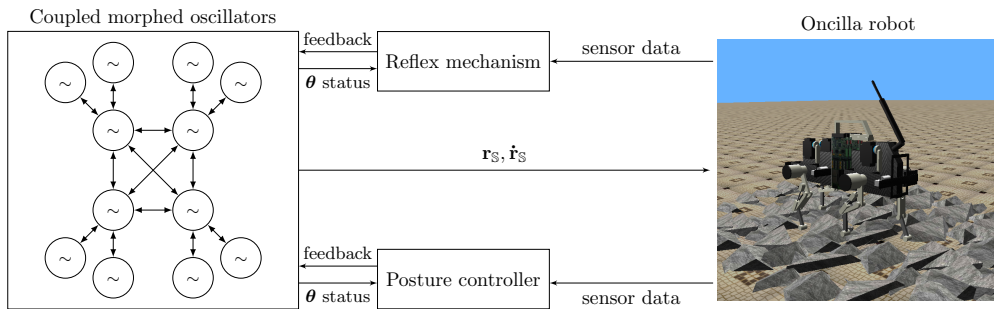 Coupled morphed oscillators
Oncilla robot
feedback
Reflex mechanism
sensor data
θ status
∼ ∼ ∼ ∼
∼ ∼
r𝕊, ṙ𝕊
∼ ∼
∼ ∼ ∼ ∼
feedback
Posture controller
θ status
sensor data